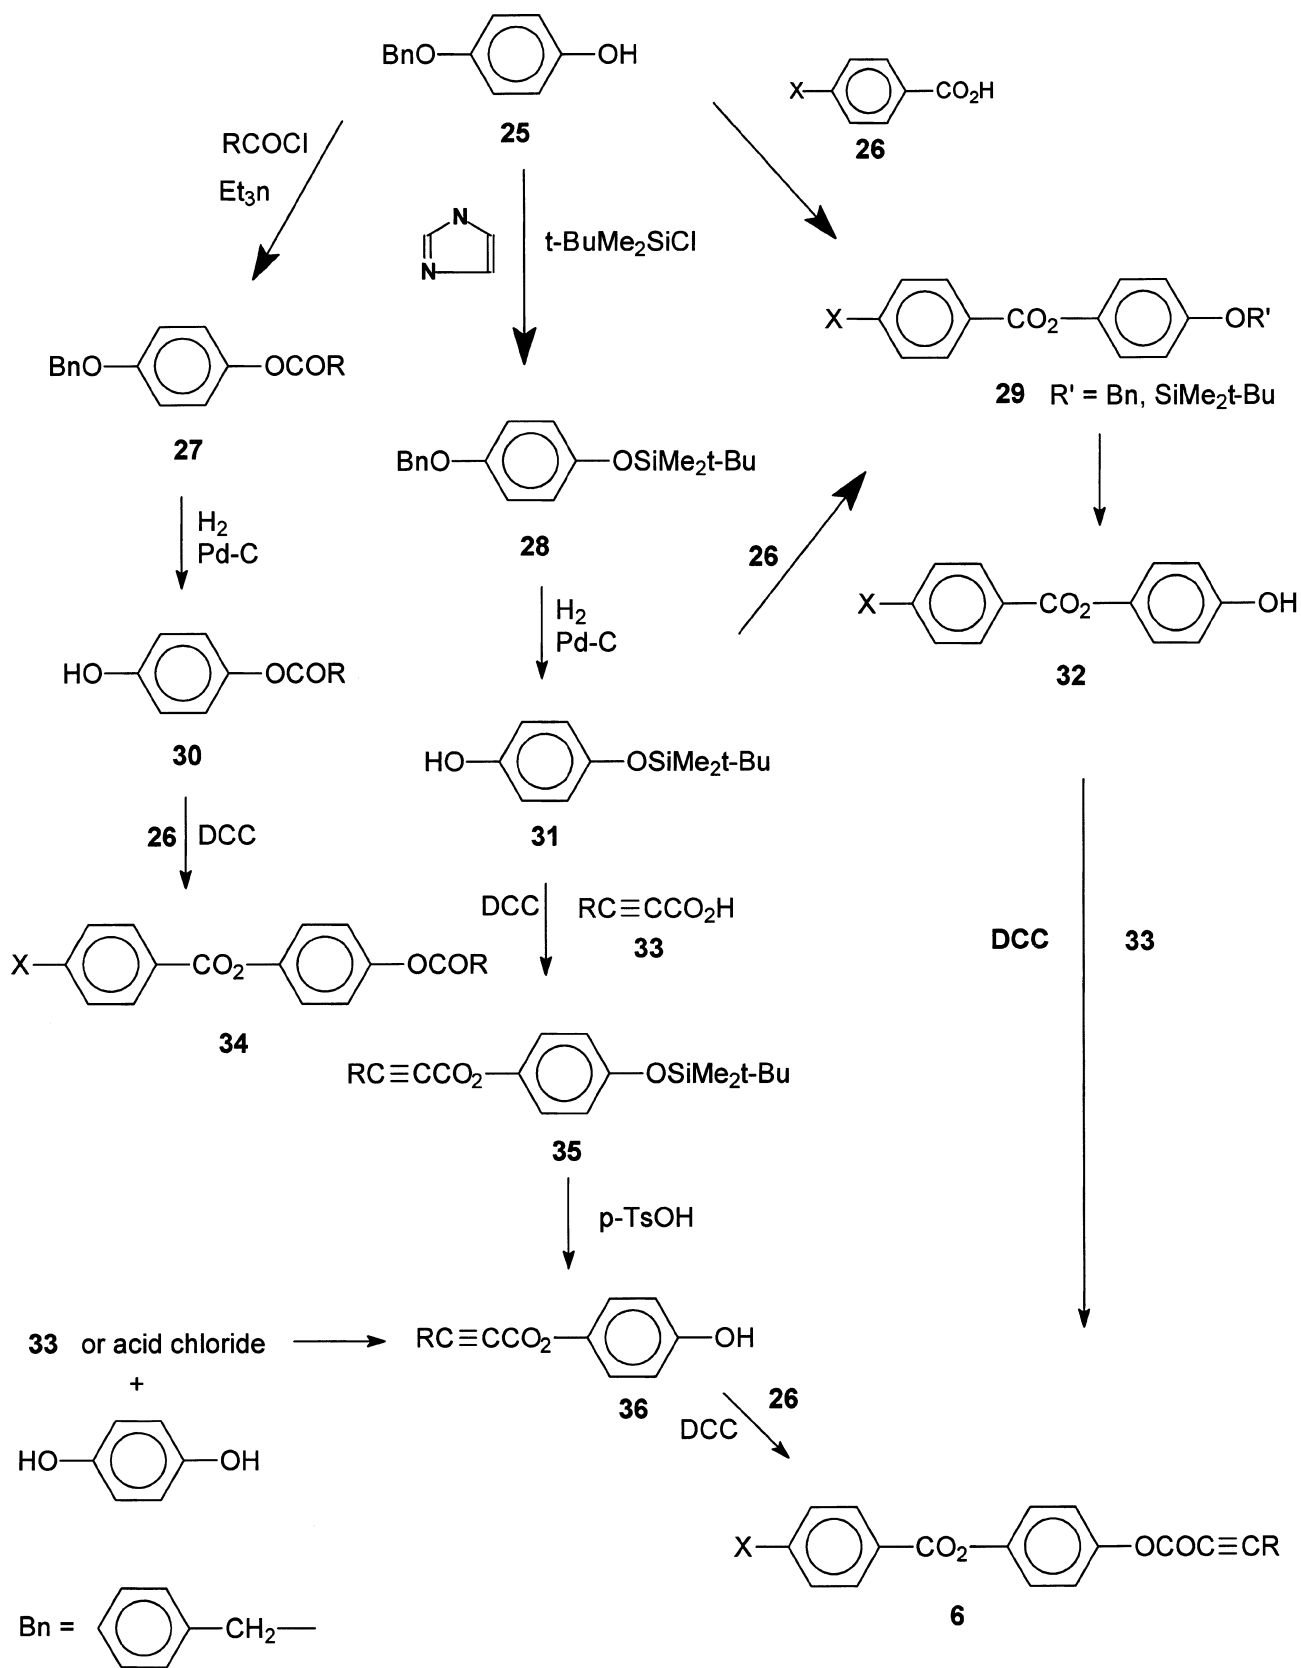 BnO OH
25
X CO₂H
26
RCOCl
Et₃n
N
N
t-BuMe₂SiCl
BnO OCOR
27
X CO₂ OR'
29 R' = Bn, SiMe₂t-Bu
BnO OSiMe₂t-Bu
28
H₂
Pd-C
26
H₂
Pd-C
X CO₂ OH
32
HO OCOR
30
HO OSiMe₂t-Bu
31
26 DCC
DCC RC≡CCO₂H
33
DCC 33
X CO₂ OCOR
34
RC≡CCO₂ OSiMe₂t-Bu
35
p-TsOH
33 or acid chloride
+
HO OH
RC≡CCO₂ OH
36
26
DCC
X CO₂ OCOC≡CR
6
Bn = CH₂